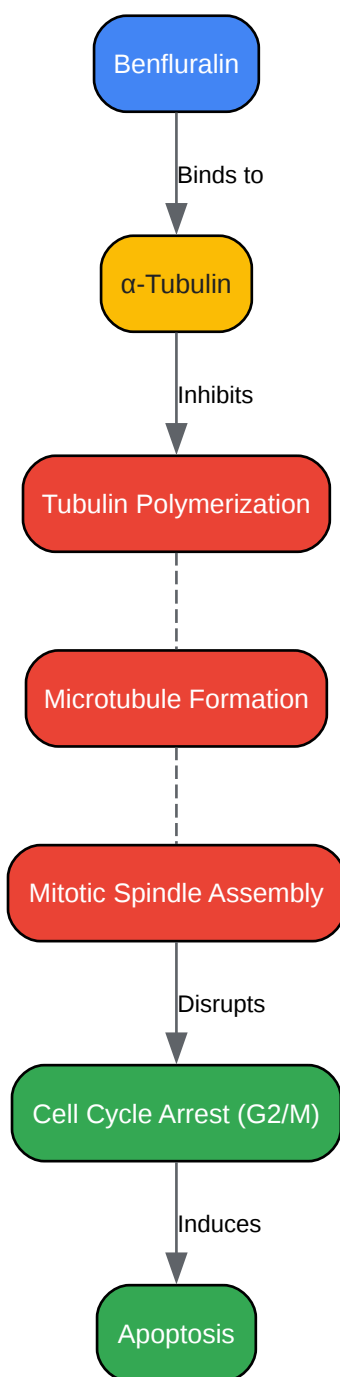 Benfluralin
Binds to
α-Tubulin
Inhibits
Tubulin Polymerization
Microtubule Formation
Mitotic Spindle Assembly
Disrupts
Cell Cycle Arrest (G2/M)
Induces
Apoptosis